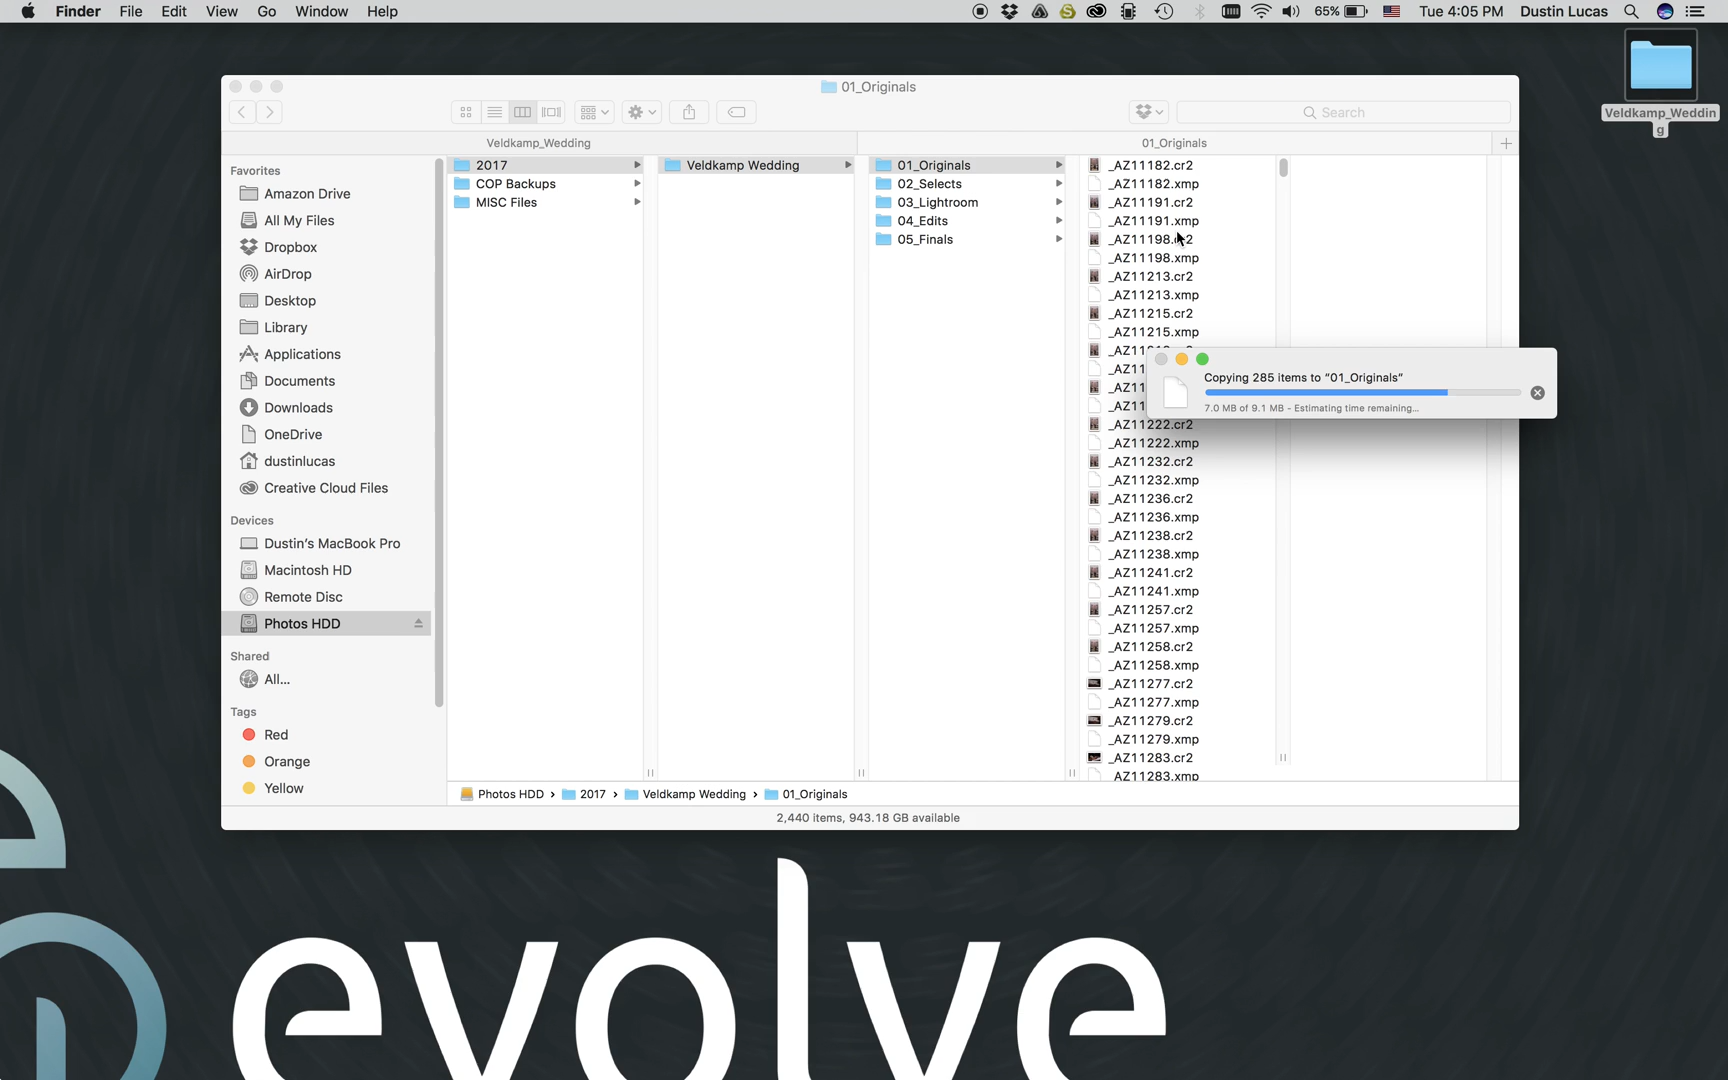 Finder File Edit View Go Window Help 65% Tue 4:05 PM Dustin Lucas
Veldkamp_Weddin
g
01_Originals
Search
Veldkamp_Wedding 01_Originals
Favorites
Amazon Drive
All My Files
Dropbox
AirDrop
Desktop
Library
Applications
Documents
Downloads
OneDrive
dustinlucas
Creative Cloud Files
Devices
Dustin's MacBook Pro
Macintosh HD
Remote Disc
Photos HDD
Shared
All...
Tags
Red
Orange
Yellow
2017
COP Backups
MISC Files
Veldkamp Wedding
01_Originals
02_Selects
03_Lightroom
04_Edits
05_Finals
_AZ11182.cr2
_AZ11182.xmp
_AZ11191.cr2
_AZ11191.xmp
_AZ11198.cr2
_AZ11198.xmp
_AZ11213.cr2
_AZ11213.xmp
_AZ11215.cr2
_AZ11215.xmp
_AZ11222.cr2
_AZ11222.xmp
_AZ11232.cr2
_AZ11232.xmp
_AZ11236.cr2
_AZ11236.xmp
_AZ11238.cr2
_AZ11238.xmp
_AZ11241.cr2
_AZ11241.xmp
_AZ11257.cr2
_AZ11257.xmp
_AZ11258.cr2
_AZ11258.xmp
_AZ11277.cr2
_AZ11277.xmp
_AZ11279.cr2
_AZ11279.xmp
_AZ11283.cr2
_AZ11283.xmp
Copying 285 items to "01_Originals"
7.0 MB of 9.1 MB - Estimating time remaining...
Photos HDD › 2017 › Veldkamp Wedding › 01_Originals
2,440 items, 943.18 GB available
evolve